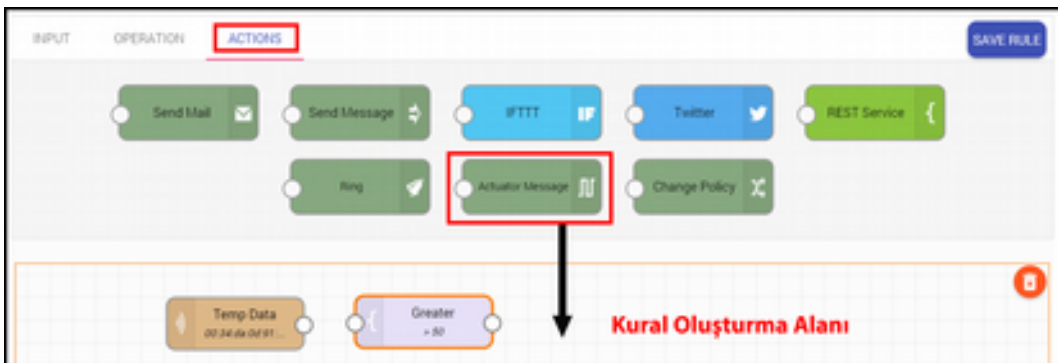 INPUT OPERATION ACTIONS SAVE RULE
Send Mail Send Message IFTTT IF Twitter REST Service {
Ring Actuator Message Change Policy
Temp Data Greater
> 50
Kural Oluşturma Alanı